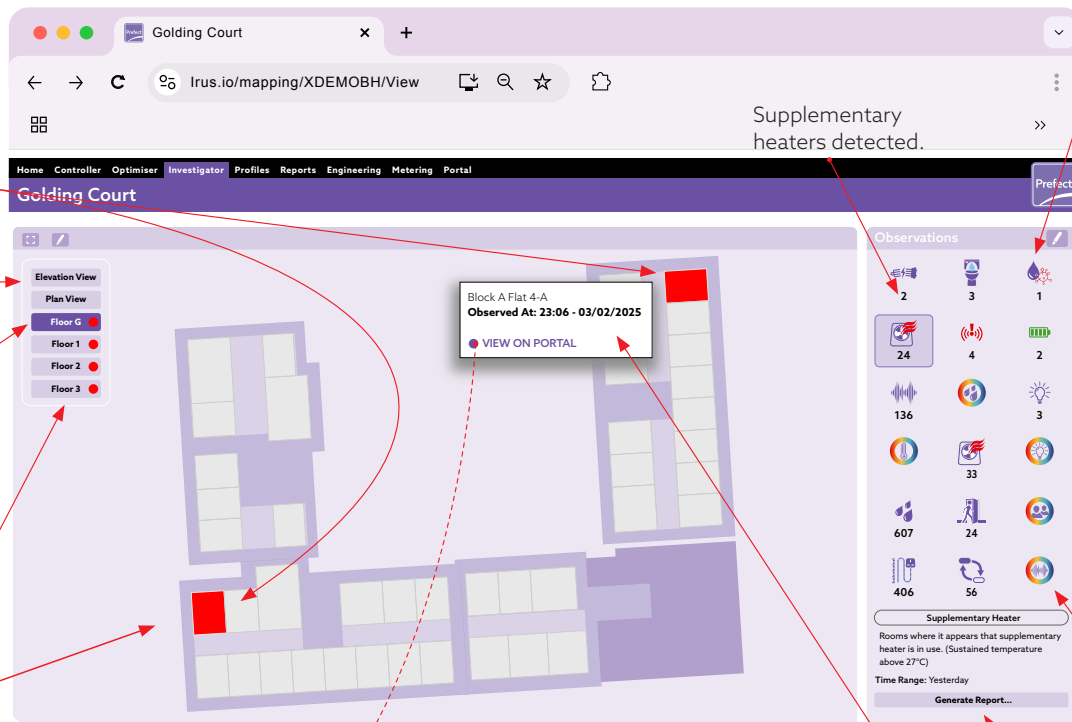 Prefect
Golding Court
lrus.io/mapping/XDEMOBH/View
Supplementary
heaters detected.
Home Controller Optimiser Investigator Profiles Reports Engineering Metering Portal
Golding Court
Prefect
Observations
Elevation View
Plan View
Floor G
Floor 1
Floor 2
Floor 3
Block A Flat 4-A
Observed At: 23:06 - 03/02/2025
VIEW ON PORTAL
2 3 1
24 4 2
136 3
33
607 24
406 56
Supplementary Heater
Rooms where it appears that supplementary
heater is in use. (Sustained temperature
above 27°C)
Time Range: Yesterday
Generate Report...